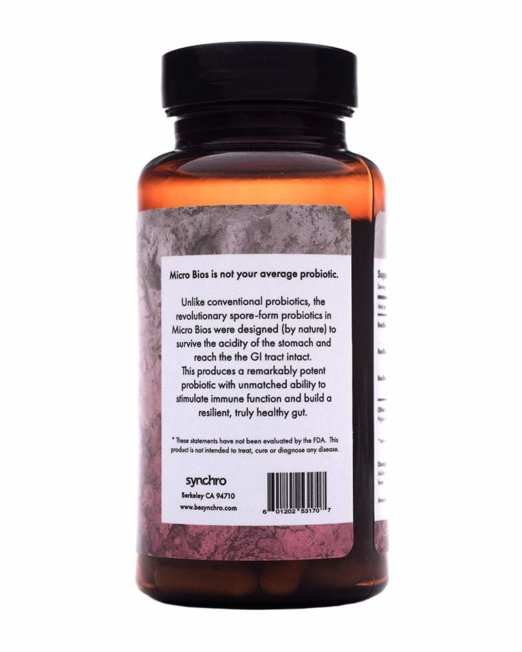 Micro Bios is not your average probiotic.
Unlike conventional probiotics, the
revolutionary spore-form probiotics in
Micro Bios were designed (by nature) to
survive the acidity of the stomach and
reach the the GI tract intact.
This produces a remarkably potent
probiotic with unmatched ability to
stimulate immune function and build a
resilient, truly healthy gut.
* These statements have not been evaluated by the FDA. This
product is not intended to treat, cure or diagnose any disease.
synchro
Berkeley CA 94710
www.besynchro.com
6 01202 53170 7